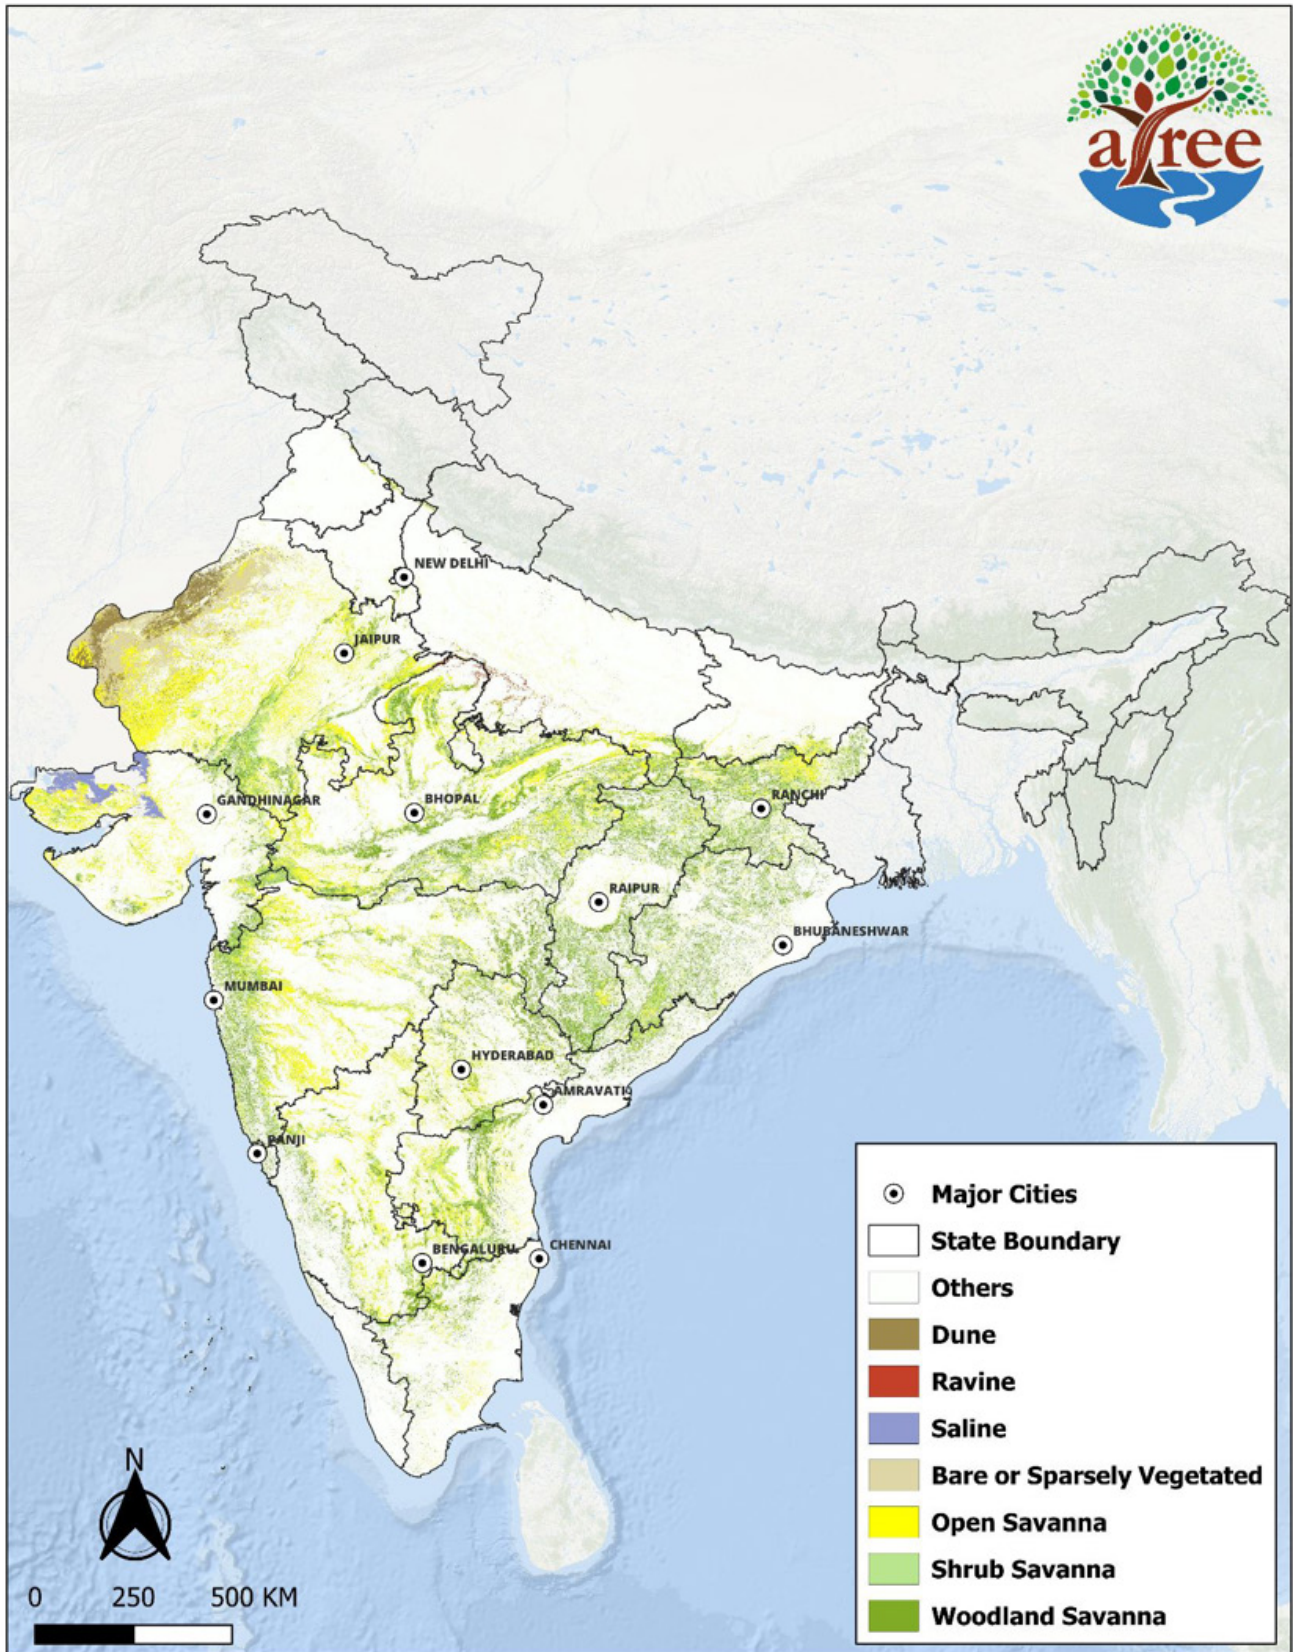 atree
NEW DELHI
JAIPUR
GANDHINAGAR
BHOPAL
RANCHI
RAIPUR
BHUBANESHWAR
MUMBAI
HYDERABAD
AMRAVATI
PANJI
BENGALURU
CHENNAI
Major Cities
State Boundary
Others
Dune
Ravine
Saline
Bare or Sparsely Vegetated
Open Savanna
Shrub Savanna
Woodland Savanna
N
0 250 500 KM